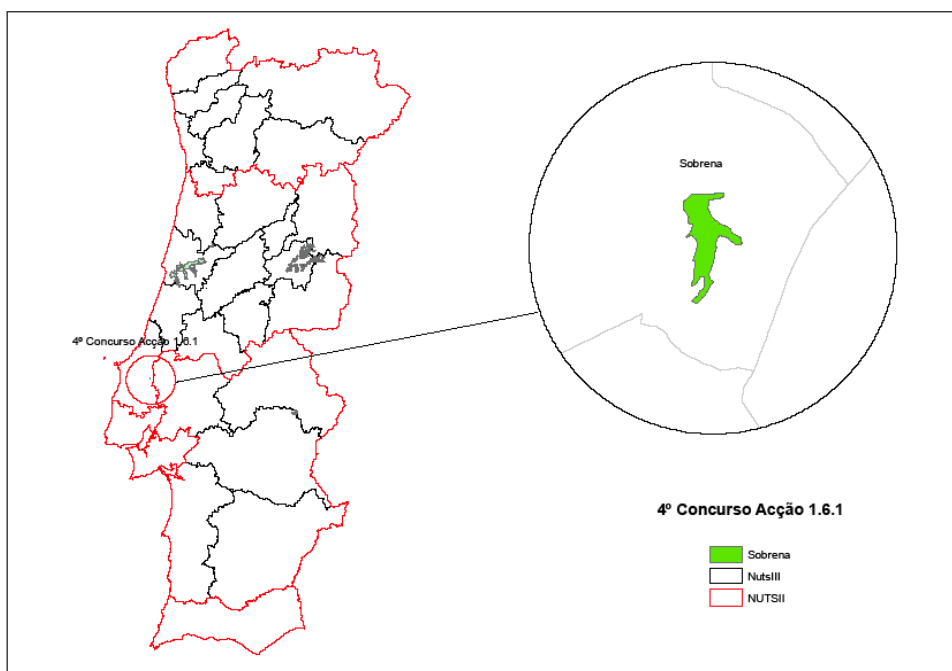 Sobrena
4º Concurso Acção 1.6.1
4º Concurso Acção 1.6.1
Sobrena
NutsIII
NUTSII